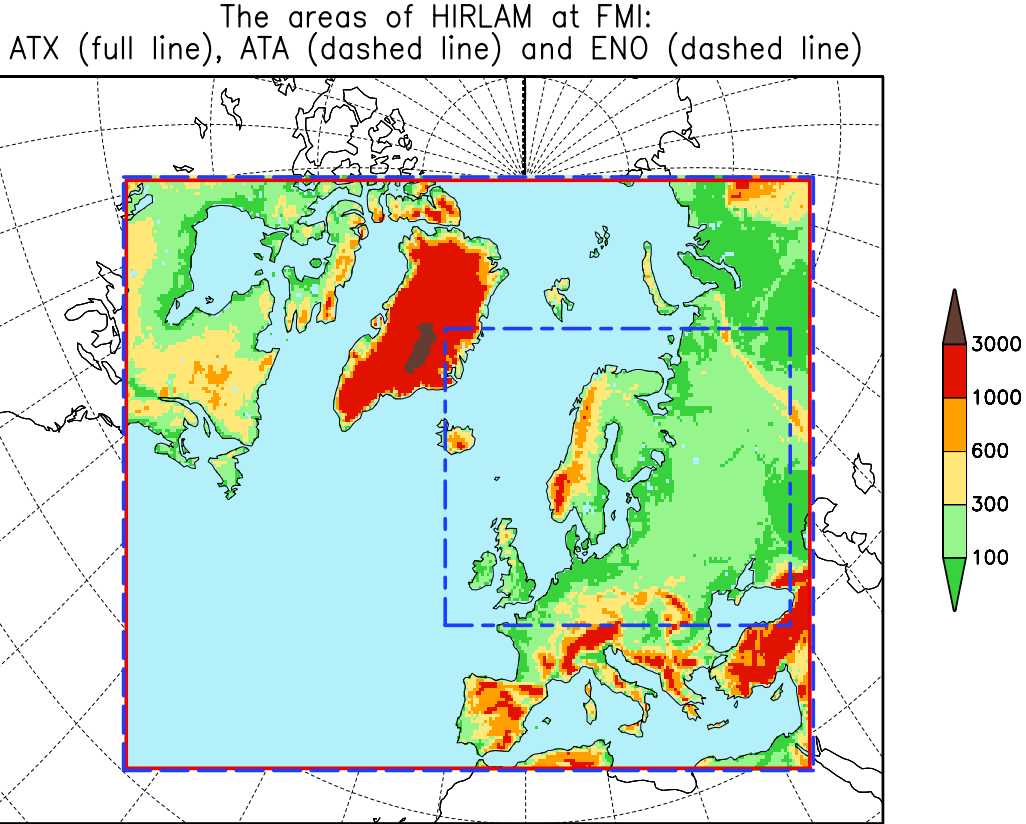 The areas of HIRLAM at FMI:
ATX (full line), ATA (dashed line) and ENO (dashed line)
3000
1000
600
300
100